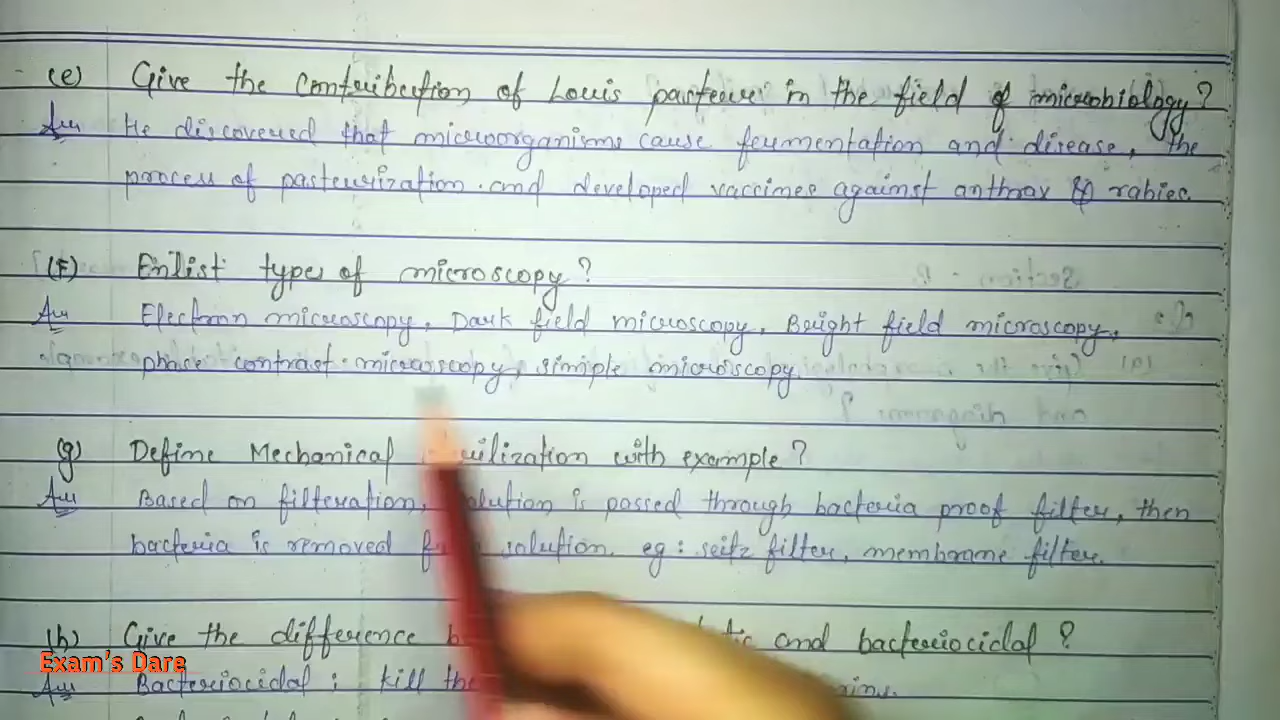 (e) Give the contribution of Louis pasteur in the field of microbiology?
Ans He discovered that microorganisms cause fermentation and disease, the
process of pasteurization and developed vaccines against anthrax & rabies.
(f) Enlist types of microscopy?
Ans Electron microscopy, Dark field microscopy, Bright field microscopy,
phase contrast microscopy, simple microscopy.
(g) Define Mechanical with example?
Ans Based on filteration, is passed through bacteria proof filter, then
bacteria is removed solution. eg: seitz filter, membrane filter.
(h) Give the difference and bacteriocidal?
Exam's Dare
Ans Bacteriocidal: kill the